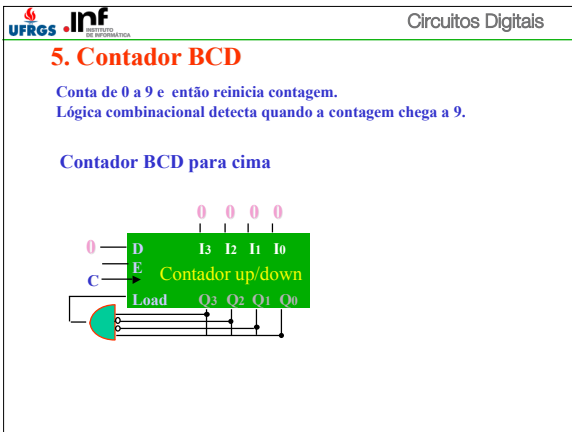 UFRGS .INF INSTITUTO DE INFORMÁTICA
Circuitos Digitais
5. Contador BCD
Conta de 0 a 9 e então reinicia contagem.
Lógica combinacional detecta quando a contagem chega a 9.
Contador BCD para cima
0 0 0 0
0 D I3 I2 I1 I0
E
C Contador up/down
Load Q3 Q2 Q1 Q0